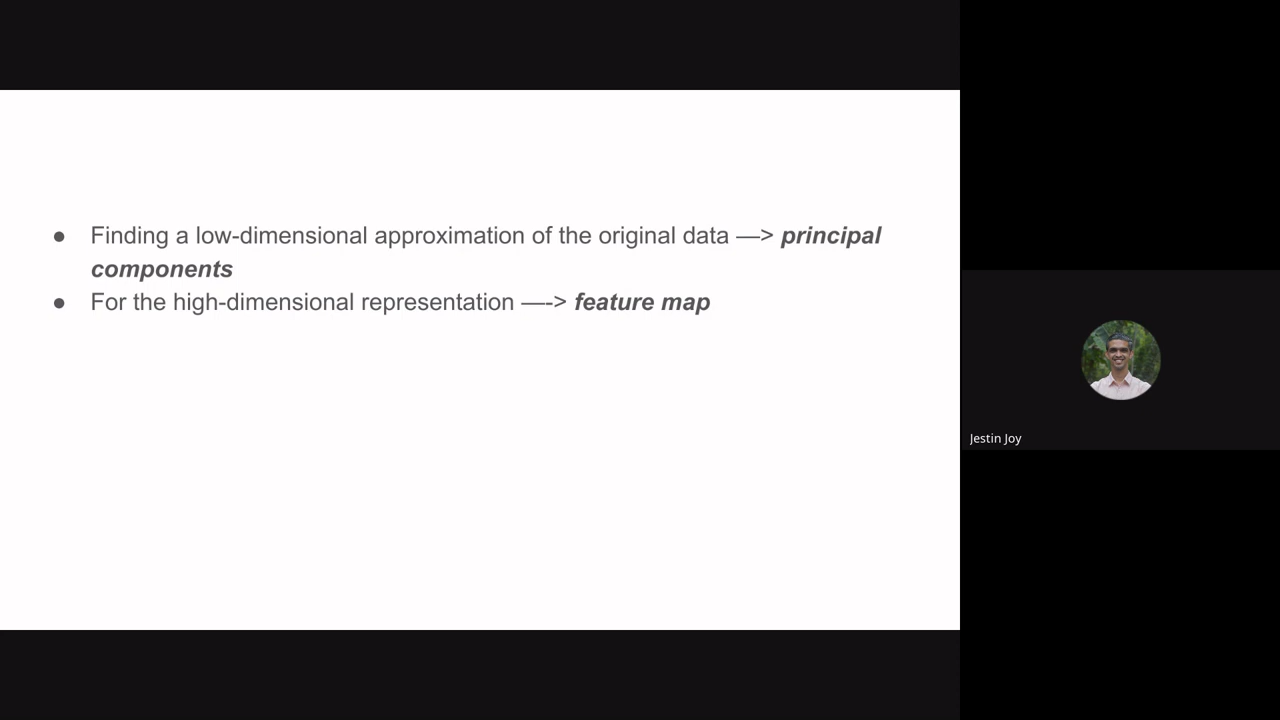 ● Finding a low-dimensional approximation of the original data —> principal
components
● For the high-dimensional representation —-> feature map
Jestin Joy